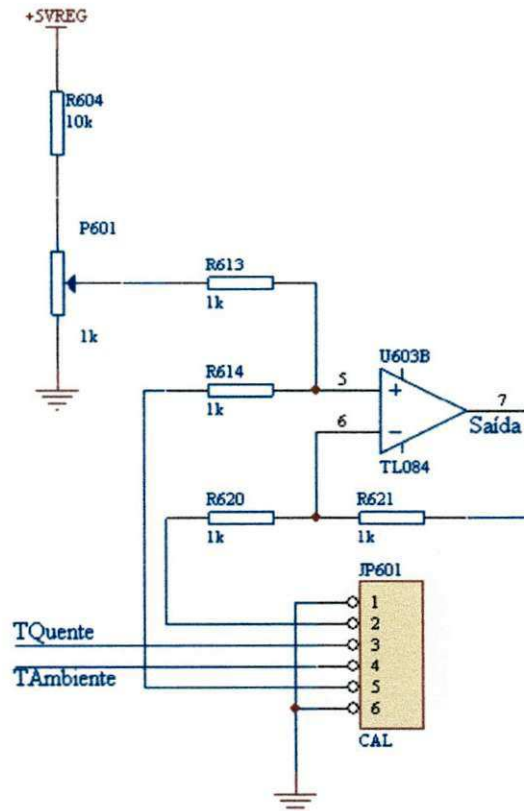 +5VREG
R604
10k
P601
1k
R613
1k
R614
1k
5
6
U603B
+
−
7
Saída
TL084
R620
1k
R621
1k
JP601
1
2
3
4
5
6
TQuente
TAmbiente
CAL